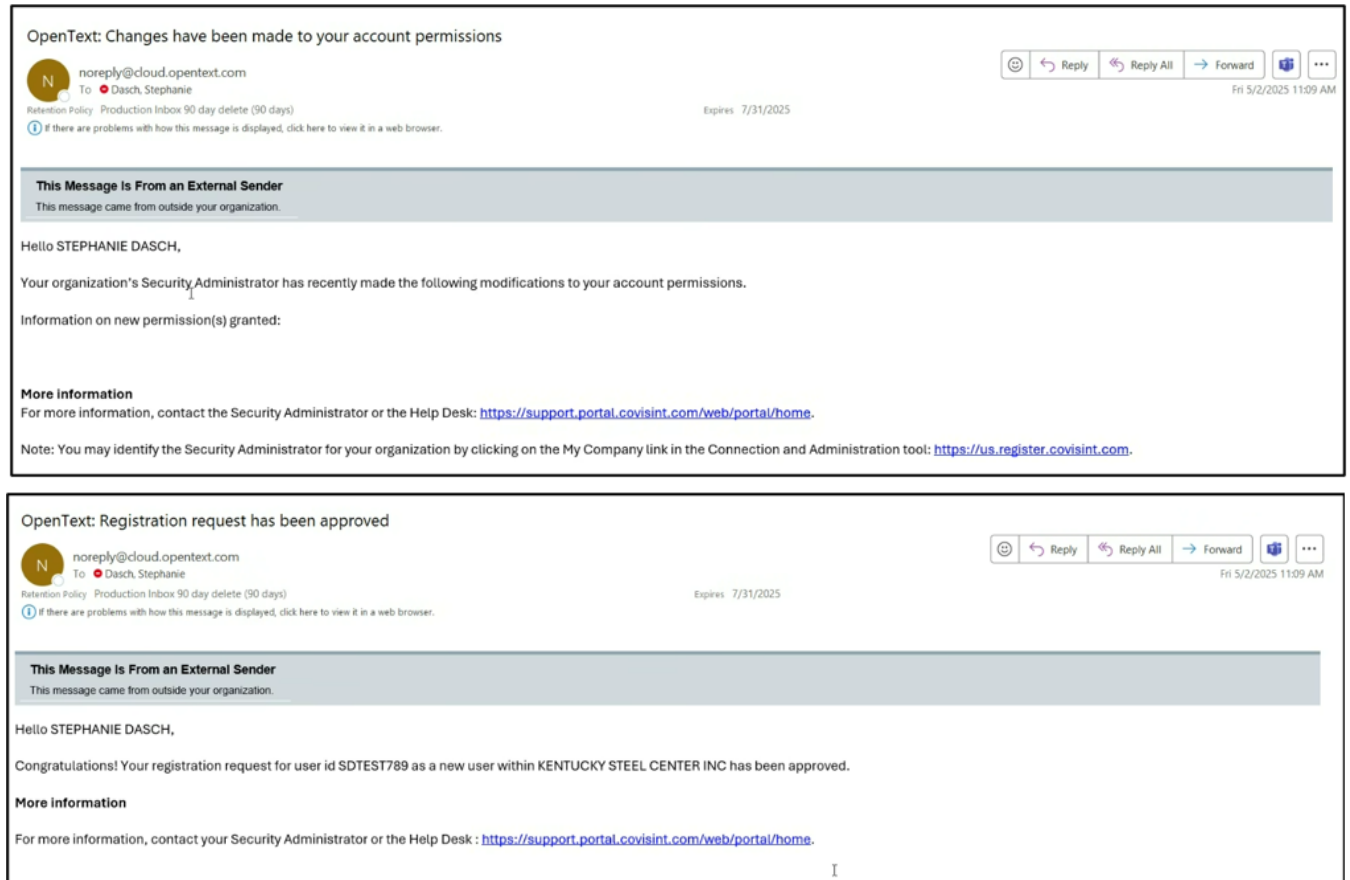 OpenText: Changes have been made to your account permissions
N
noreply@cloud.opentext.com
To Dasch, Stephanie
Reply Reply All Forward
Fri 5/2/2025 11:09 AM
Retention Policy Production Inbox 90 day delete (90 days) Expires 7/31/2025
If there are problems with how this message is displayed, click here to view it in a web browser.
This Message Is From an External Sender
This message came from outside your organization.
Hello STEPHANIE DASCH,
Your organization's Security Administrator has recently made the following modifications to your account permissions.
Information on new permission(s) granted:
More information
For more information, contact the Security Administrator or the Help Desk: https://support.portal.covisint.com/web/portal/home.
Note: You may identify the Security Administrator for your organization by clicking on the My Company link in the Connection and Administration tool: https://us.register.covisint.com.
OpenText: Registration request has been approved
N
noreply@cloud.opentext.com
To Dasch, Stephanie
Reply Reply All Forward
Fri 5/2/2025 11:09 AM
Retention Policy Production Inbox 90 day delete (90 days) Expires 7/31/2025
If there are problems with how this message is displayed, click here to view it in a web browser.
This Message Is From an External Sender
This message came from outside your organization.
Hello STEPHANIE DASCH,
Congratulations! Your registration request for user id SDTEST789 as a new user within KENTUCKY STEEL CENTER INC has been approved.
More information
For more information, contact your Security Administrator or the Help Desk : https://support.portal.covisint.com/web/portal/home.